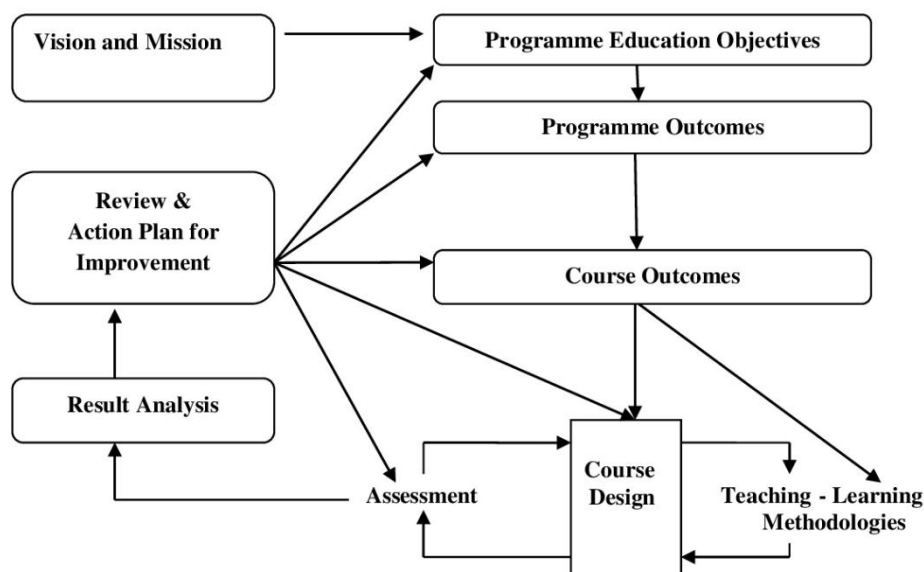 Vision and Mission
Programme Education Objectives
Programme Outcomes
Review &
Action Plan for
Improvement
Course Outcomes
Result Analysis
Assessment
Course
Design
Teaching - Learning
Methodologies